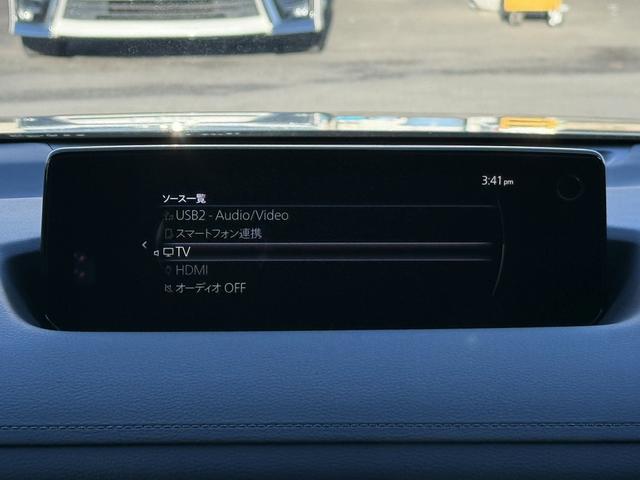 3:41 pm
ソース一覧
USB2 - Audio/Video
スマートフォン連携
TV
HDMI
オーディオ OFF